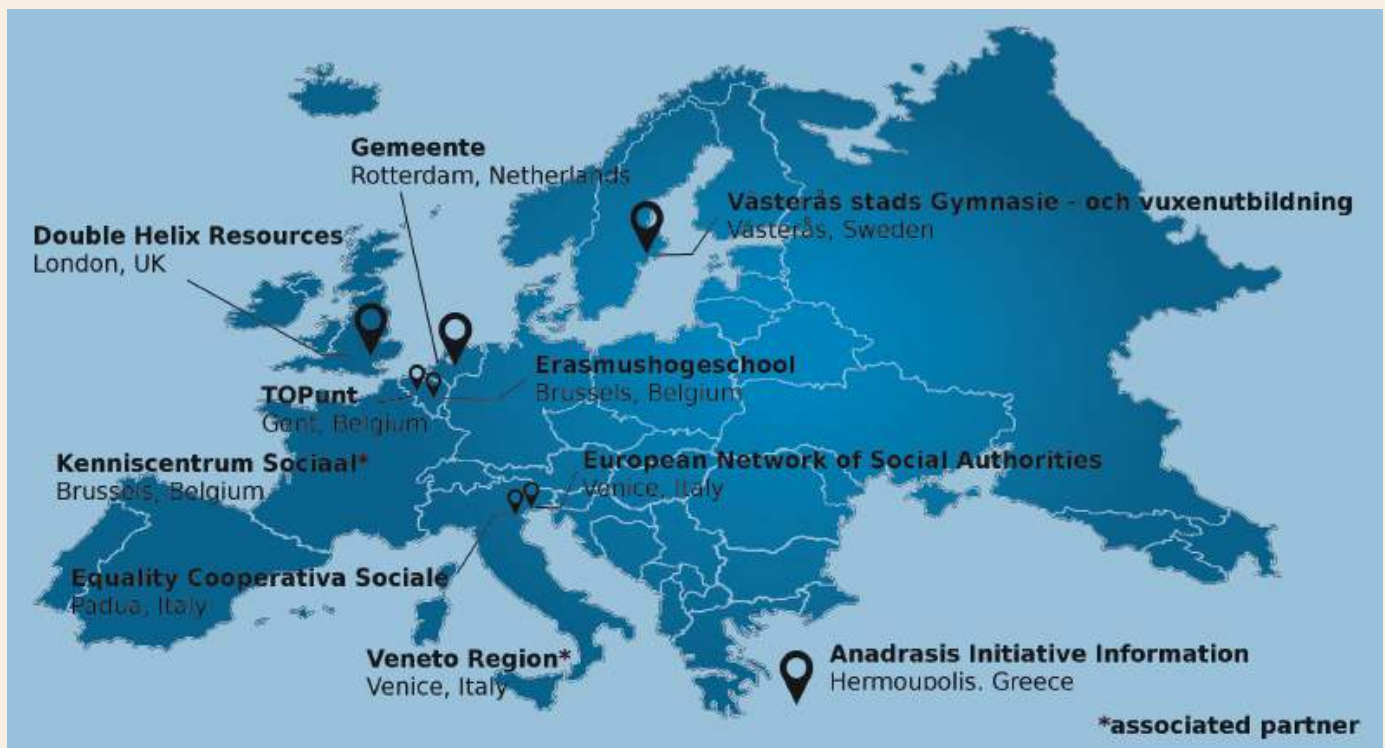 Gemeente
Rotterdam, Netherlands
Västerås stads Gymnasie - och vuxenutbildning
Västerås, Sweden
Double Helix Resources
London, UK
Erasmushogeschool
Brussels, Belgium
TOPunt
Gent, Belgium
Kenniscentrum Sociaal*
Brussels, Belgium
European Network of Social Authorities
Venice, Italy
Equality Cooperativa Sociale
Padua, Italy
Veneto Region*
Venice, Italy
Anadrasis Initiative Information
Hermoupolis. Greece
*associated partner